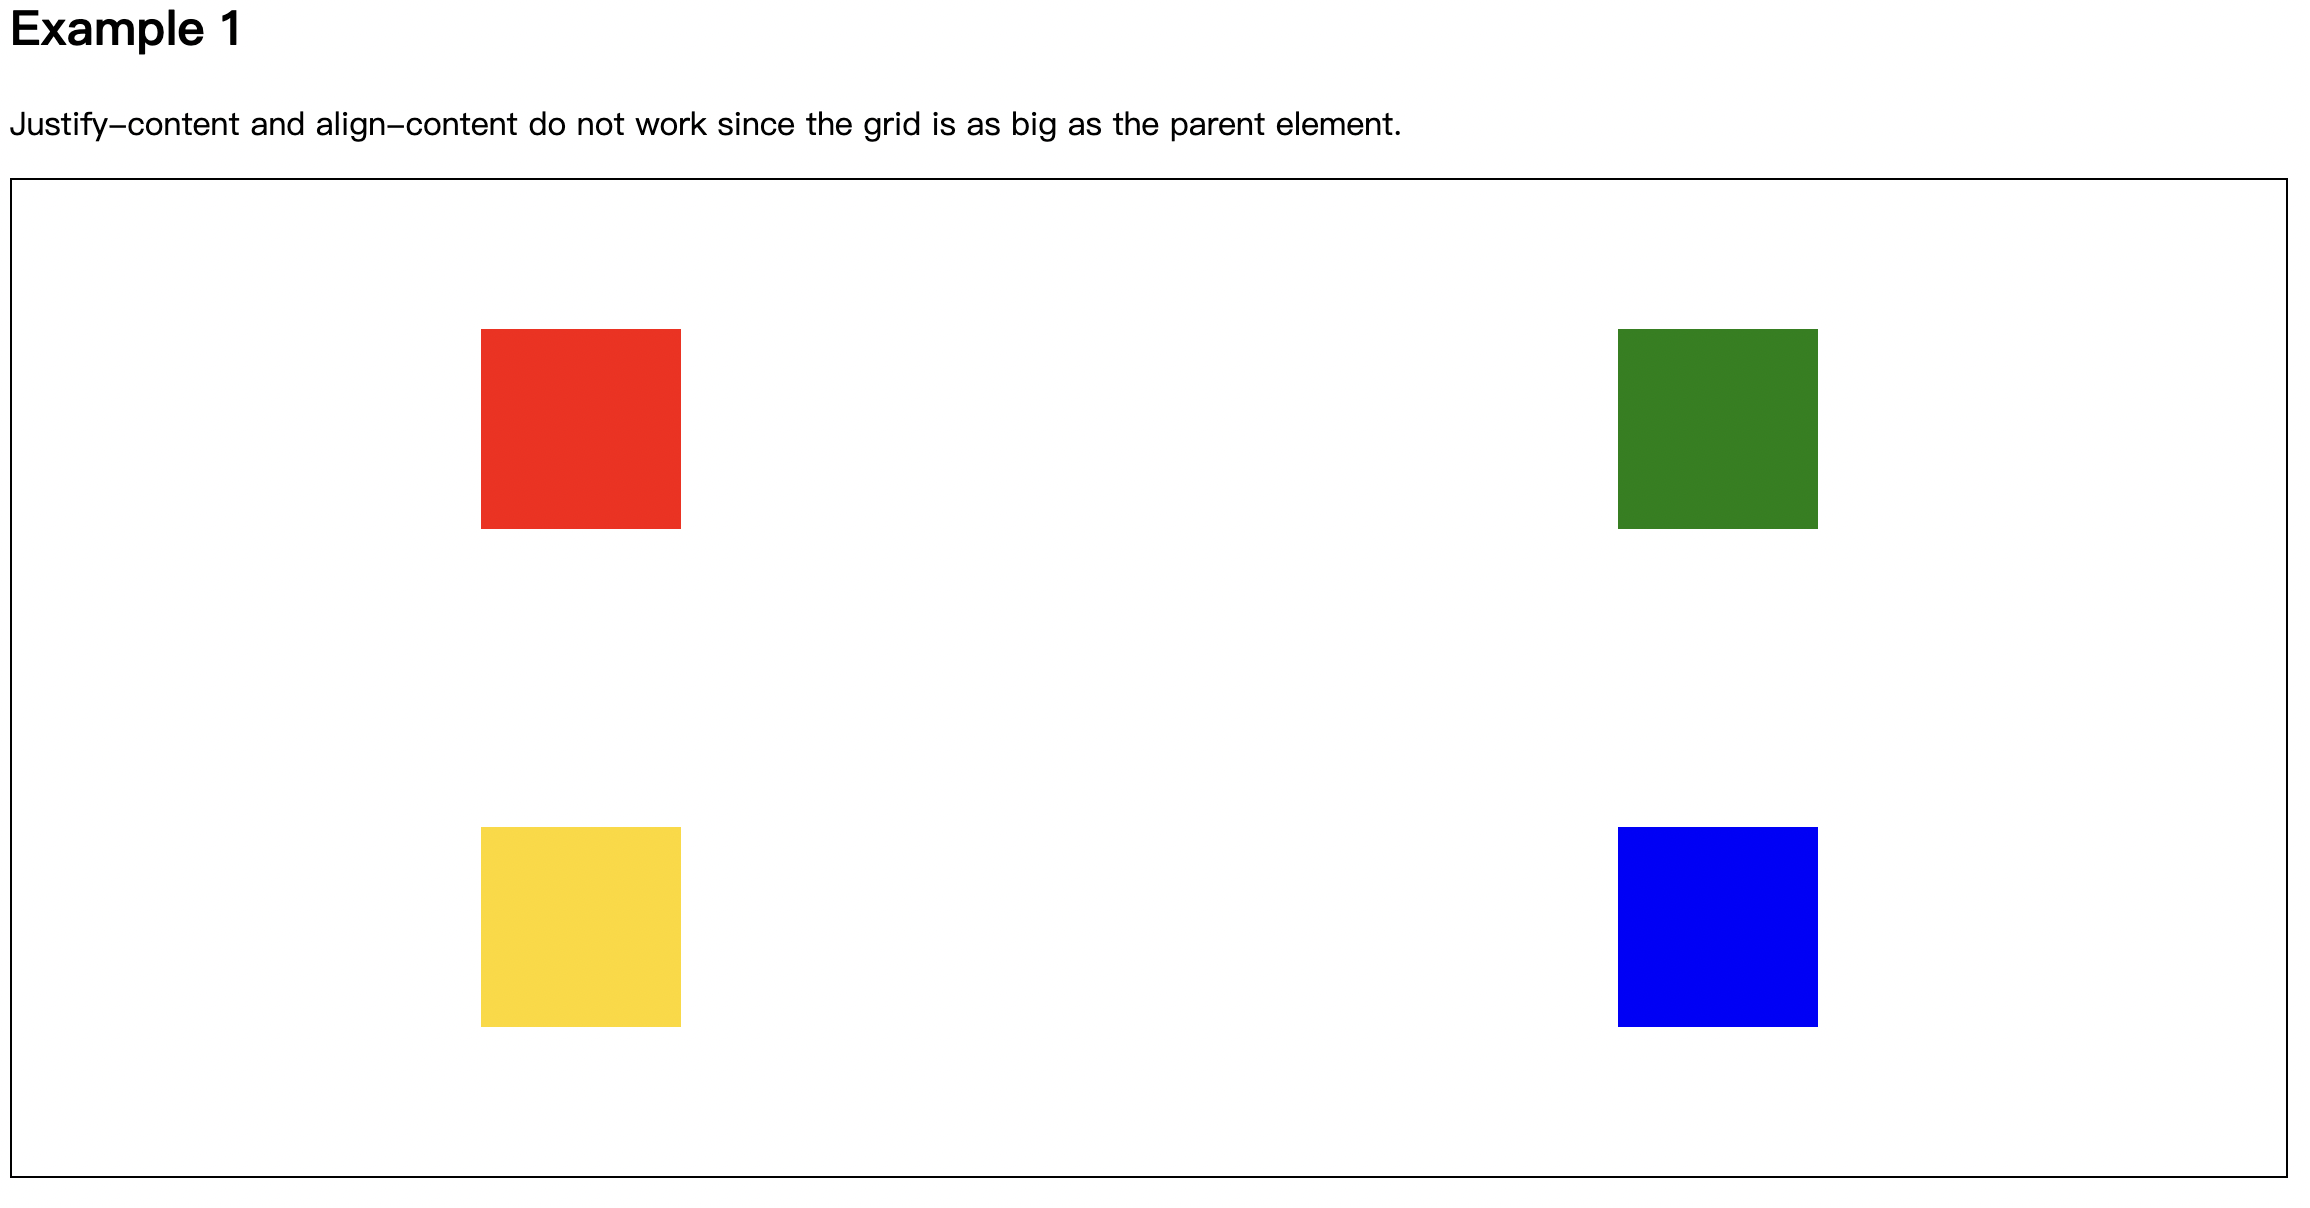 Example 1
Justify-content and align-content do not work since the grid is as big as the parent element.